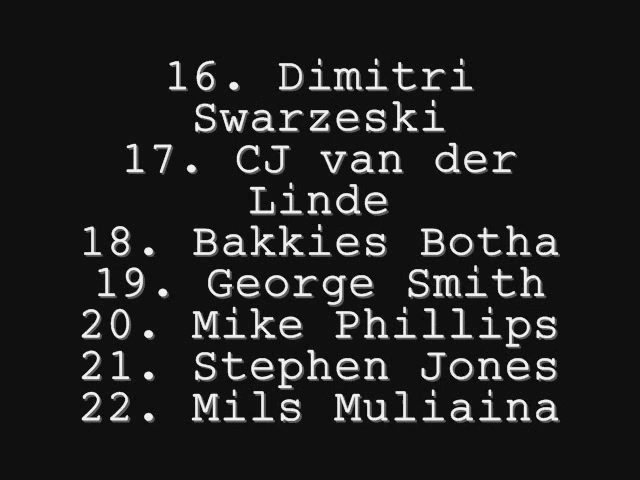 16. Dimitri
Swarzeski
17. CJ van der
Linde
18. Bakkies Botha
19. George Smith
20. Mike Phillips
21. Stephen Jones
22. Mils Muliaina